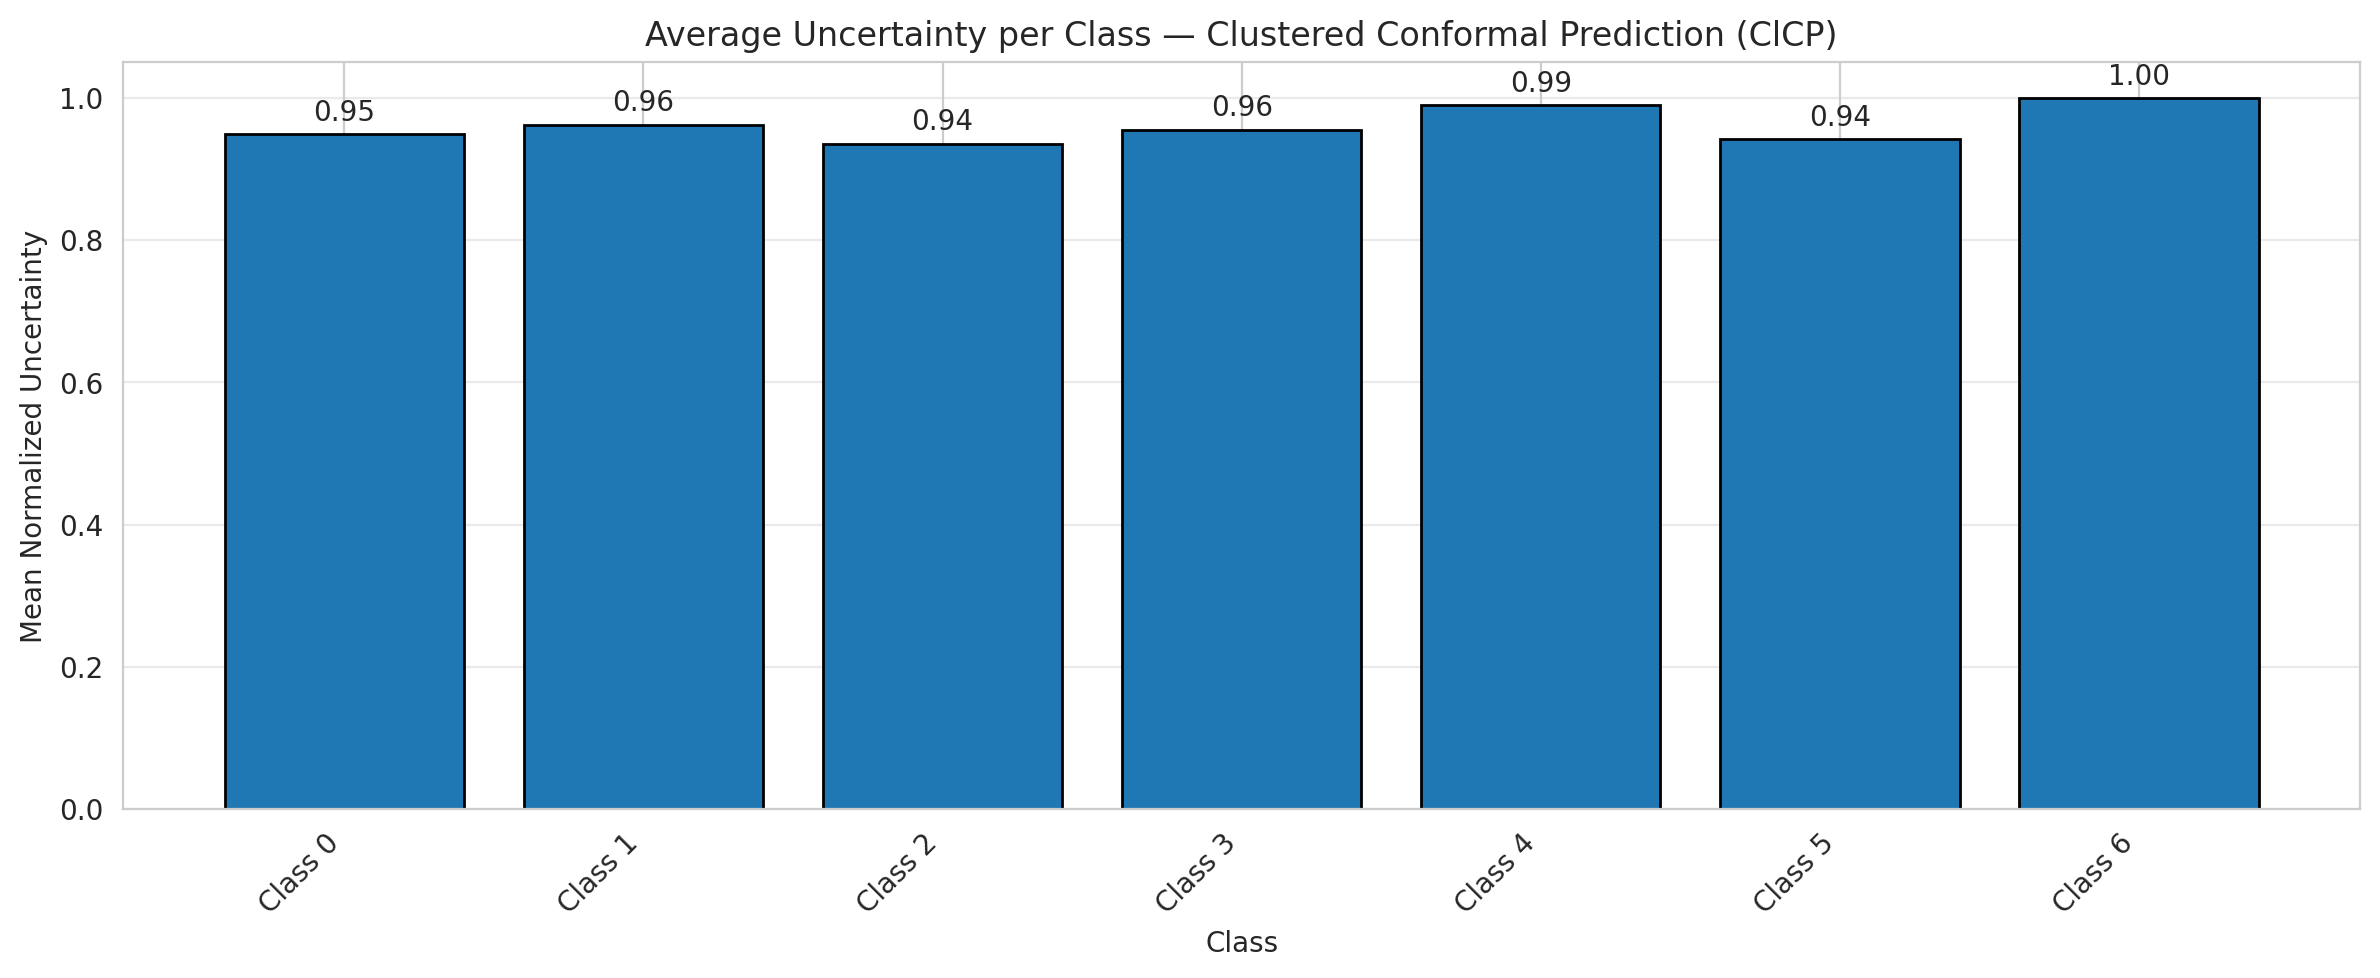 Average Uncertainty per Class — Clustered Conformal Prediction (ClCP)
Mean Normalized Uncertainty
1.0
0.8
0.6
0.4
0.2
0.0
0.95
0.96
0.94
0.96
0.99
0.94
1.00
Class 0
Class 1
Class 2
Class 3
Class 4
Class 5
Class 6
Class